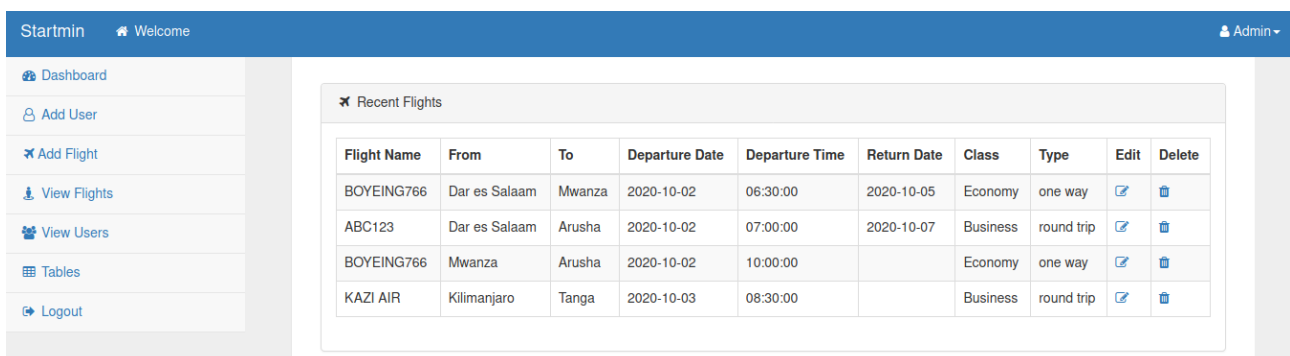 Startmin Welcome Admin
Dashboard
Add User
Add Flight
View Flights
View Users
Tables
Logout
Recent Flights
Flight Name From To Departure Date Departure Time Return Date Class Type Edit Delete
BOYEING766 Dar es Salaam Mwanza 2020-10-02 06:30:00 2020-10-05 Economy one way
ABC123 Dar es Salaam Arusha 2020-10-02 07:00:00 2020-10-07 Business round trip
BOYEING766 Mwanza Arusha 2020-10-02 10:00:00 Economy one way
KAZI AIR Kilimanjaro Tanga 2020-10-03 08:30:00 Business round trip